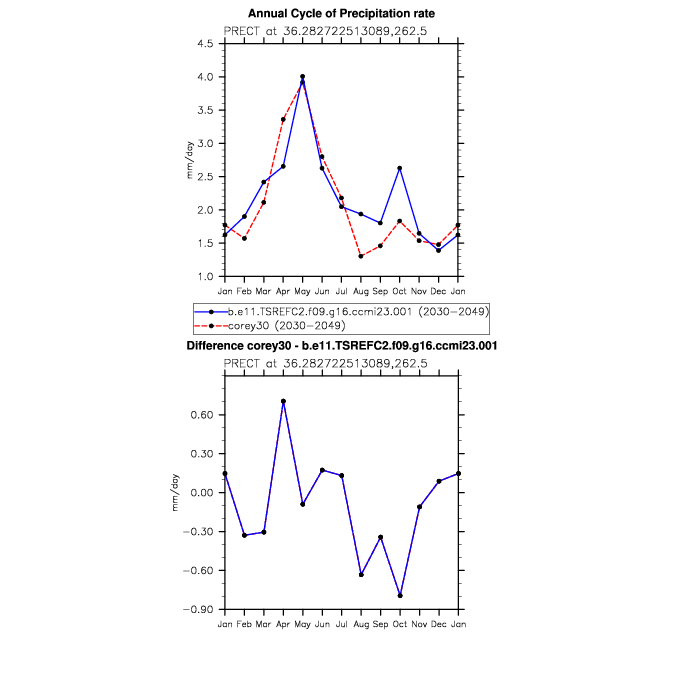 Annual Cycle of Precipitation rate
PRECT at 36.282722513089,262.5
4.5
4.0
3.5
3.0
2.5
2.0
1.5
1.0
mm/day
Jan Feb Mar Apr May Jun Jul Aug Sep Oct Nov Dec Jan
b.e11.TSREFC2.f09.g16.ccmi23.001 (2030-2049)
corey30 (2030-2049)
Difference corey30 - b.e11.TSREFC2.f09.g16.ccmi23.001
PRECT at 36.282722513089,262.5
0.60
0.30
0.00
-0.30
-0.60
-0.90
mm/day
Jan Feb Mar Apr May Jun Jul Aug Sep Oct Nov Dec Jan